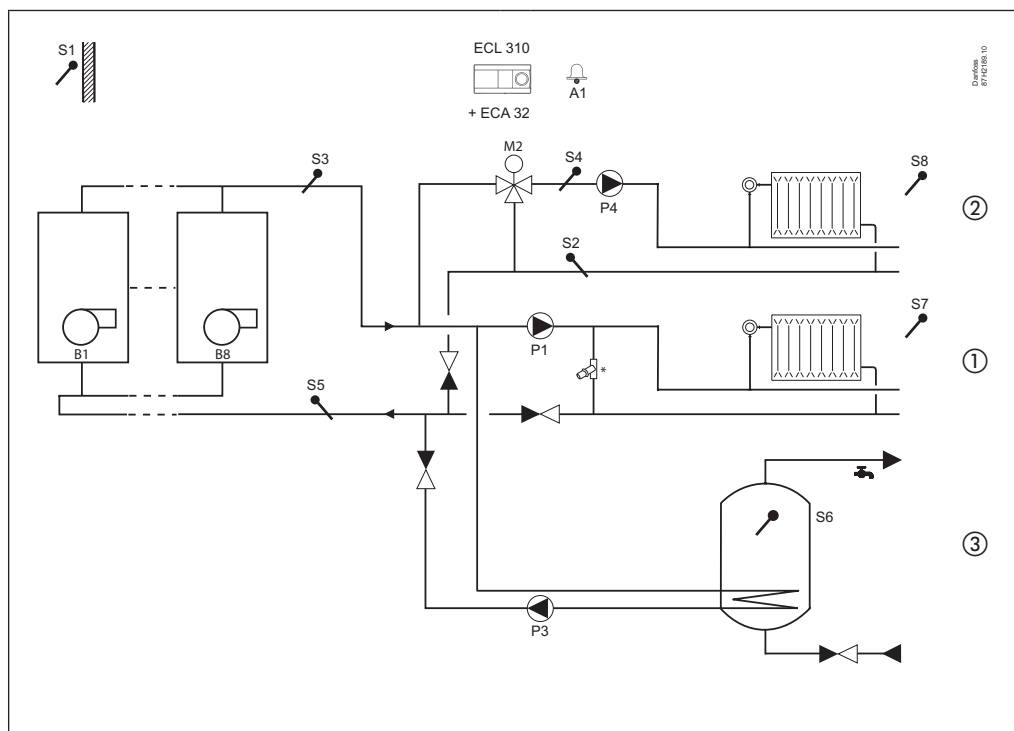 S1
ECL 310
A1
+ ECA 32
Danfoss
87H2189.10
M2
S3
S4
S8
P4
②
S2
S7
P1
*
①
B1
B8
S5
S6
③
P3